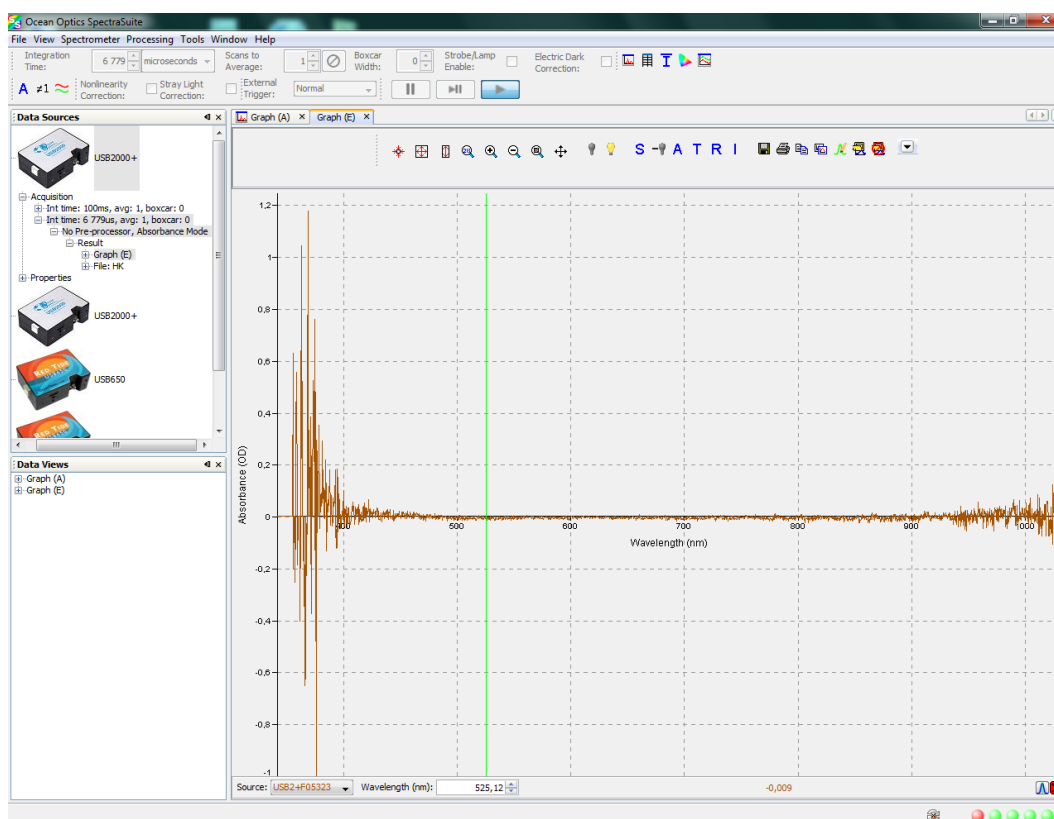 Ocean Optics SpectraSuite
File View Spectrometer Processing Tools Window Help
Integration Time: 6 779 microseconds Scans to Average: 1 Boxcar Width: 0 Strobe/Lamp Enable: Electric Dark Correction:
A ≠1 Nonlinearity Correction: Stray Light Correction: External Trigger: Normal
Data Sources
Graph (A) Graph (E)
USB2000+
S A T R I
Acquisition
Int time: 100ms, avg: 1, boxcar: 0
Int time: 6 779us, avg: 1, boxcar: 0
No Pre-processor, Absorbance Mode
Result
Graph (E)
File: HK
Properties
USB2000+
USB650
RED TIDE
Data Views
Graph (A)
Graph (E)
1,2
1
0,8
0,6
0,4
0,2
0
-0,2
-0,4
-0,6
-0,8
-1
Absorbance (OD)
400 500 600 700 800 900 1000
Wavelength (nm)
Source: USB2+F05323 Wavelength (nm): 525,12 -0,009